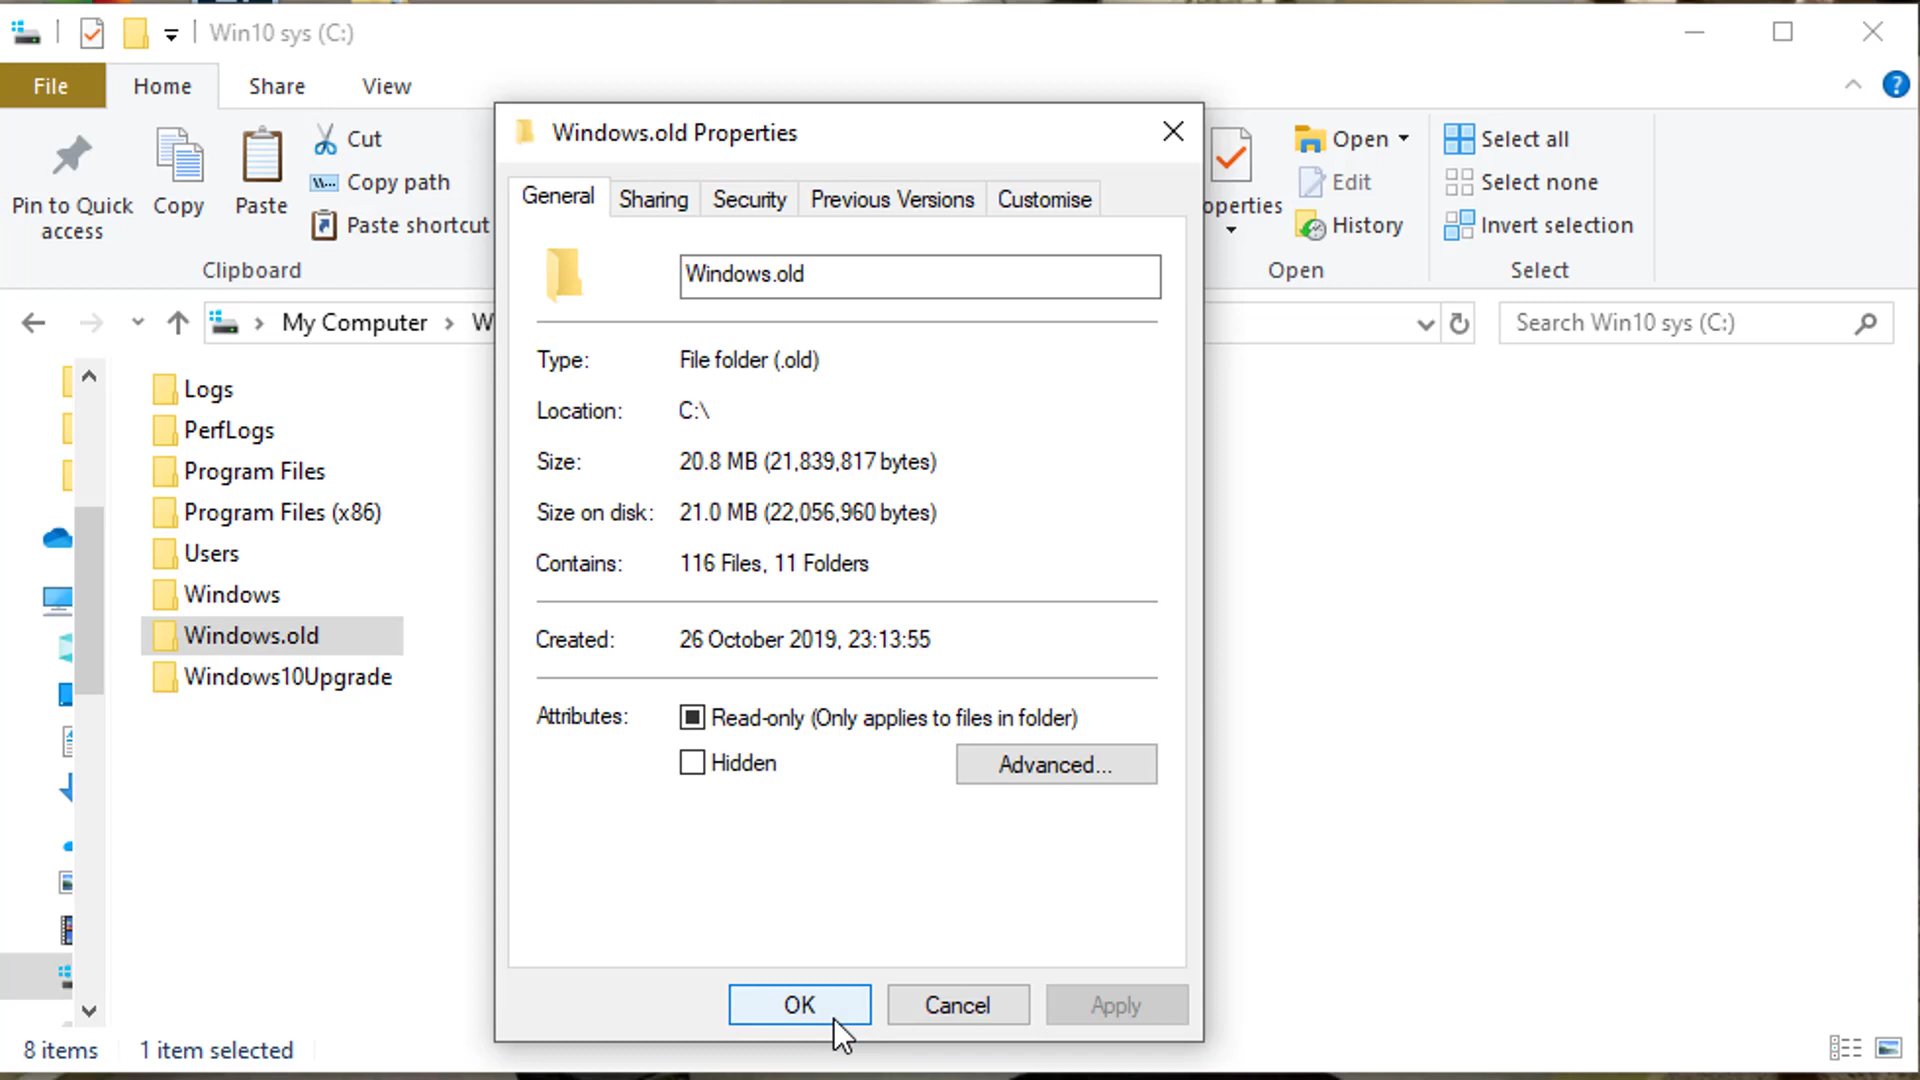 Win10 sys (C:)
File Home Share View
Pin to Quick access
Copy
Paste
Cut
Copy path
Paste shortcut
Clipboard
operties
Open
Edit
History
Open
Select all
Select none
Invert selection
Select
My Computer
W
Search Win10 sys (C:)
Logs
PerfLogs
Program Files
Program Files (x86)
Users
Windows
Windows.old
Windows10Upgrade
8 items 1 item selected
Windows.old Properties
General Sharing Security Previous Versions Customise
Windows.old
Type: File folder (.old)
Location: C:\
Size: 20.8 MB (21,839,817 bytes)
Size on disk: 21.0 MB (22,056,960 bytes)
Contains: 116 Files, 11 Folders
Created: 26 October 2019, 23:13:55
Attributes: Read-only (Only applies to files in folder)
Hidden Advanced...
OK Cancel Apply